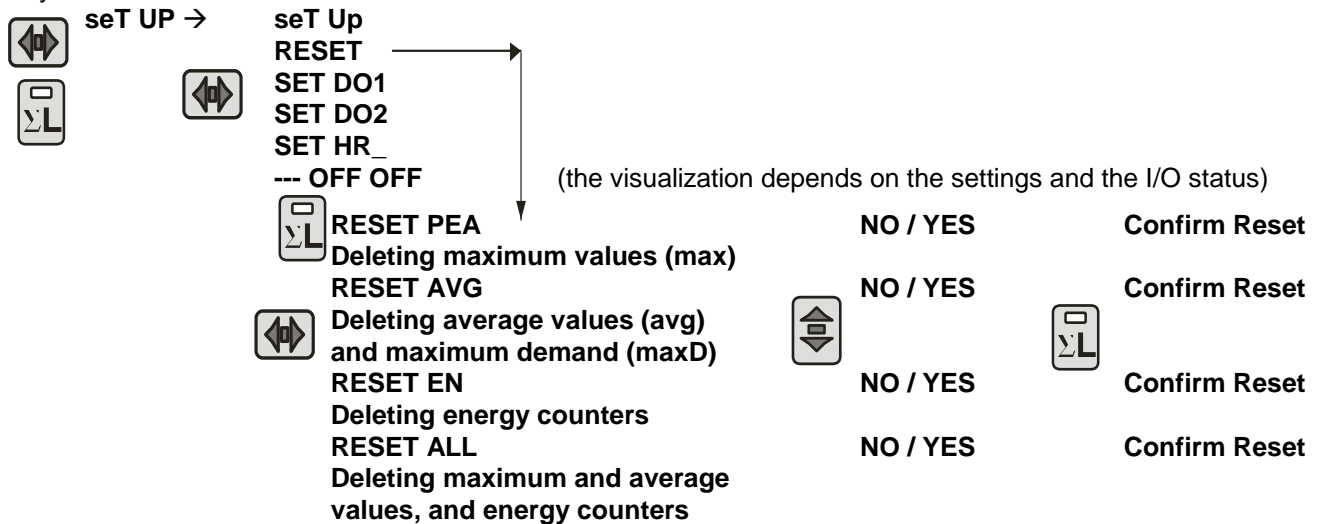 seT UP → seT Up
RESET
SET DO1
ΣL
SET DO2
SET HR_
--- OFF OFF (the visualization depends on the settings and the I/O status)
ΣL RESET PEA NO / YES Confirm Reset
Deleting maximum values (max)
RESET AVG NO / YES Confirm Reset
Deleting average values (avg)
and maximum demand (maxD) ΣL
RESET EN NO / YES Confirm Reset
Deleting energy counters
RESET ALL NO / YES Confirm Reset
Deleting maximum and average
values, and energy counters